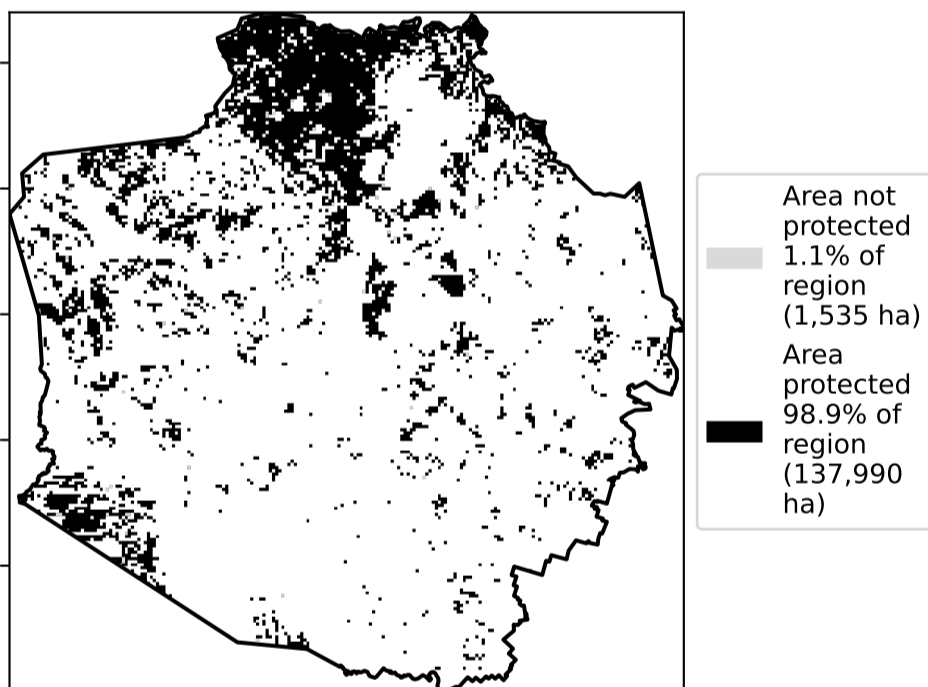 Area not
protected
1.1% of
region
(1,535 ha)
Area
protected
98.9% of
region
(137,990
ha)